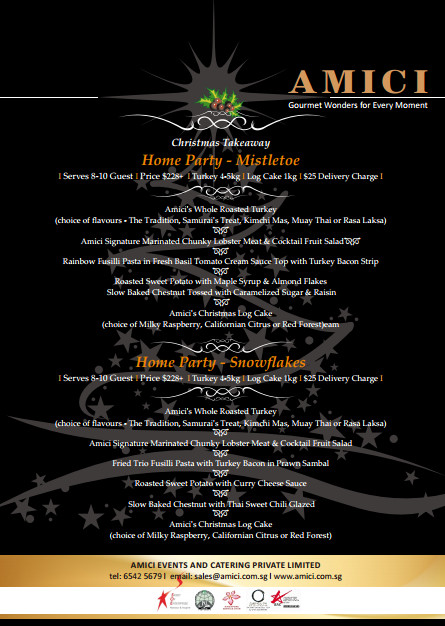 AMICI
Gourmet Wonders for Every Moment
Christmas Takeaway
Home Party - Mistletoe
| Serves 8-10 Guest | Price $228+ | Turkey 4-5kg | Log Cake 1kg | $25 Delivery Charge |
Amici's Whole Roasted Turkey
(choice of flavours - The Tradition, Samurai's Treat, Kimchi Mas, Muay Thai or Rasa Laksa)
Amici Signature Marinated Chunky Lobster Meat & Cocktail Fruit Salad
Rainbow Fusilli Pasta in Fresh Basil Tomato Cream Sauce Top with Turkey Bacon Strip
Roasted Sweet Potato with Maple Syrup & Almond Flakes
Slow Baked Chestnut Tossed with Caramelized Sugar & Raisin
Amici's Christmas Log Cake
(choice of Milky Raspberry, Californian Citrus or Red Forest)eam
Home Party - Snowflakes
| Serves 8-10 Guest | Price $228+ | Turkey 4-5kg | Log Cake 1kg | $25 Delivery Charge |
Amici's Whole Roasted Turkey
(choice of flavours - The Tradition, Samurai's Treat, Kimchi Mas, Muay Thai or Rasa Laksa)
Amici Signature Marinated Chunky Lobster Meat & Cocktail Fruit Salad
Fried Trio Fusilli Pasta with Turkey Bacon in Prawn Sambal
Roasted Sweet Potato with Curry Cheese Sauce
Slow Baked Chestnut with Thai Sweet Chili Glazed
Amici's Christmas Log Cake
(choice of Milky Raspberry, Californian Citrus or Red Forest)
AMICI EVENTS AND CATERING PRIVATE LIMITED
tel: 6542 5679 | email: sales@amici.com.sg | www.amici.com.sg